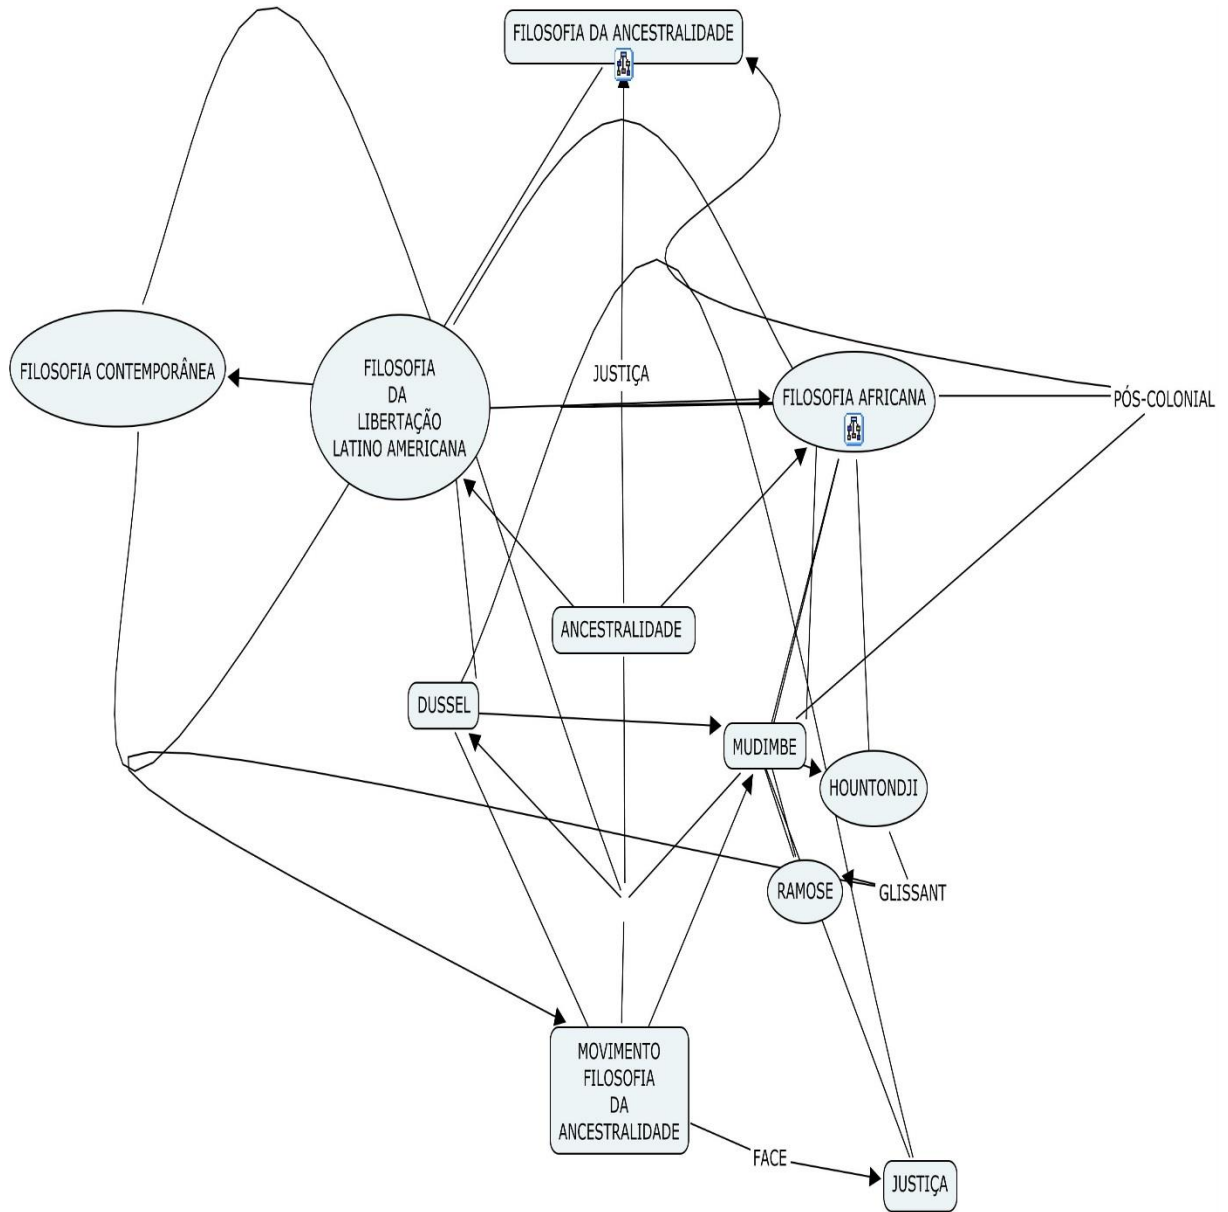 FILOSOFIA DA ANCESTRALIDADE
FILOSOFIA CONTEMPORÂNEA
FILOSOFIA
DA
LIBERTAÇÃO
LATINO AMERICANA
JUSTIÇA
FILOSOFIA AFRICANA
PÓS-COLONIAL
ANCESTRALIDADE
DUSSEL
MUDIMBE
HOUNTONDJI
RAMOSE
GLISSANT
MOVIMENTO
FILOSOFIA
DA
ANCESTRALIDADE
FACE
JUSTIÇA